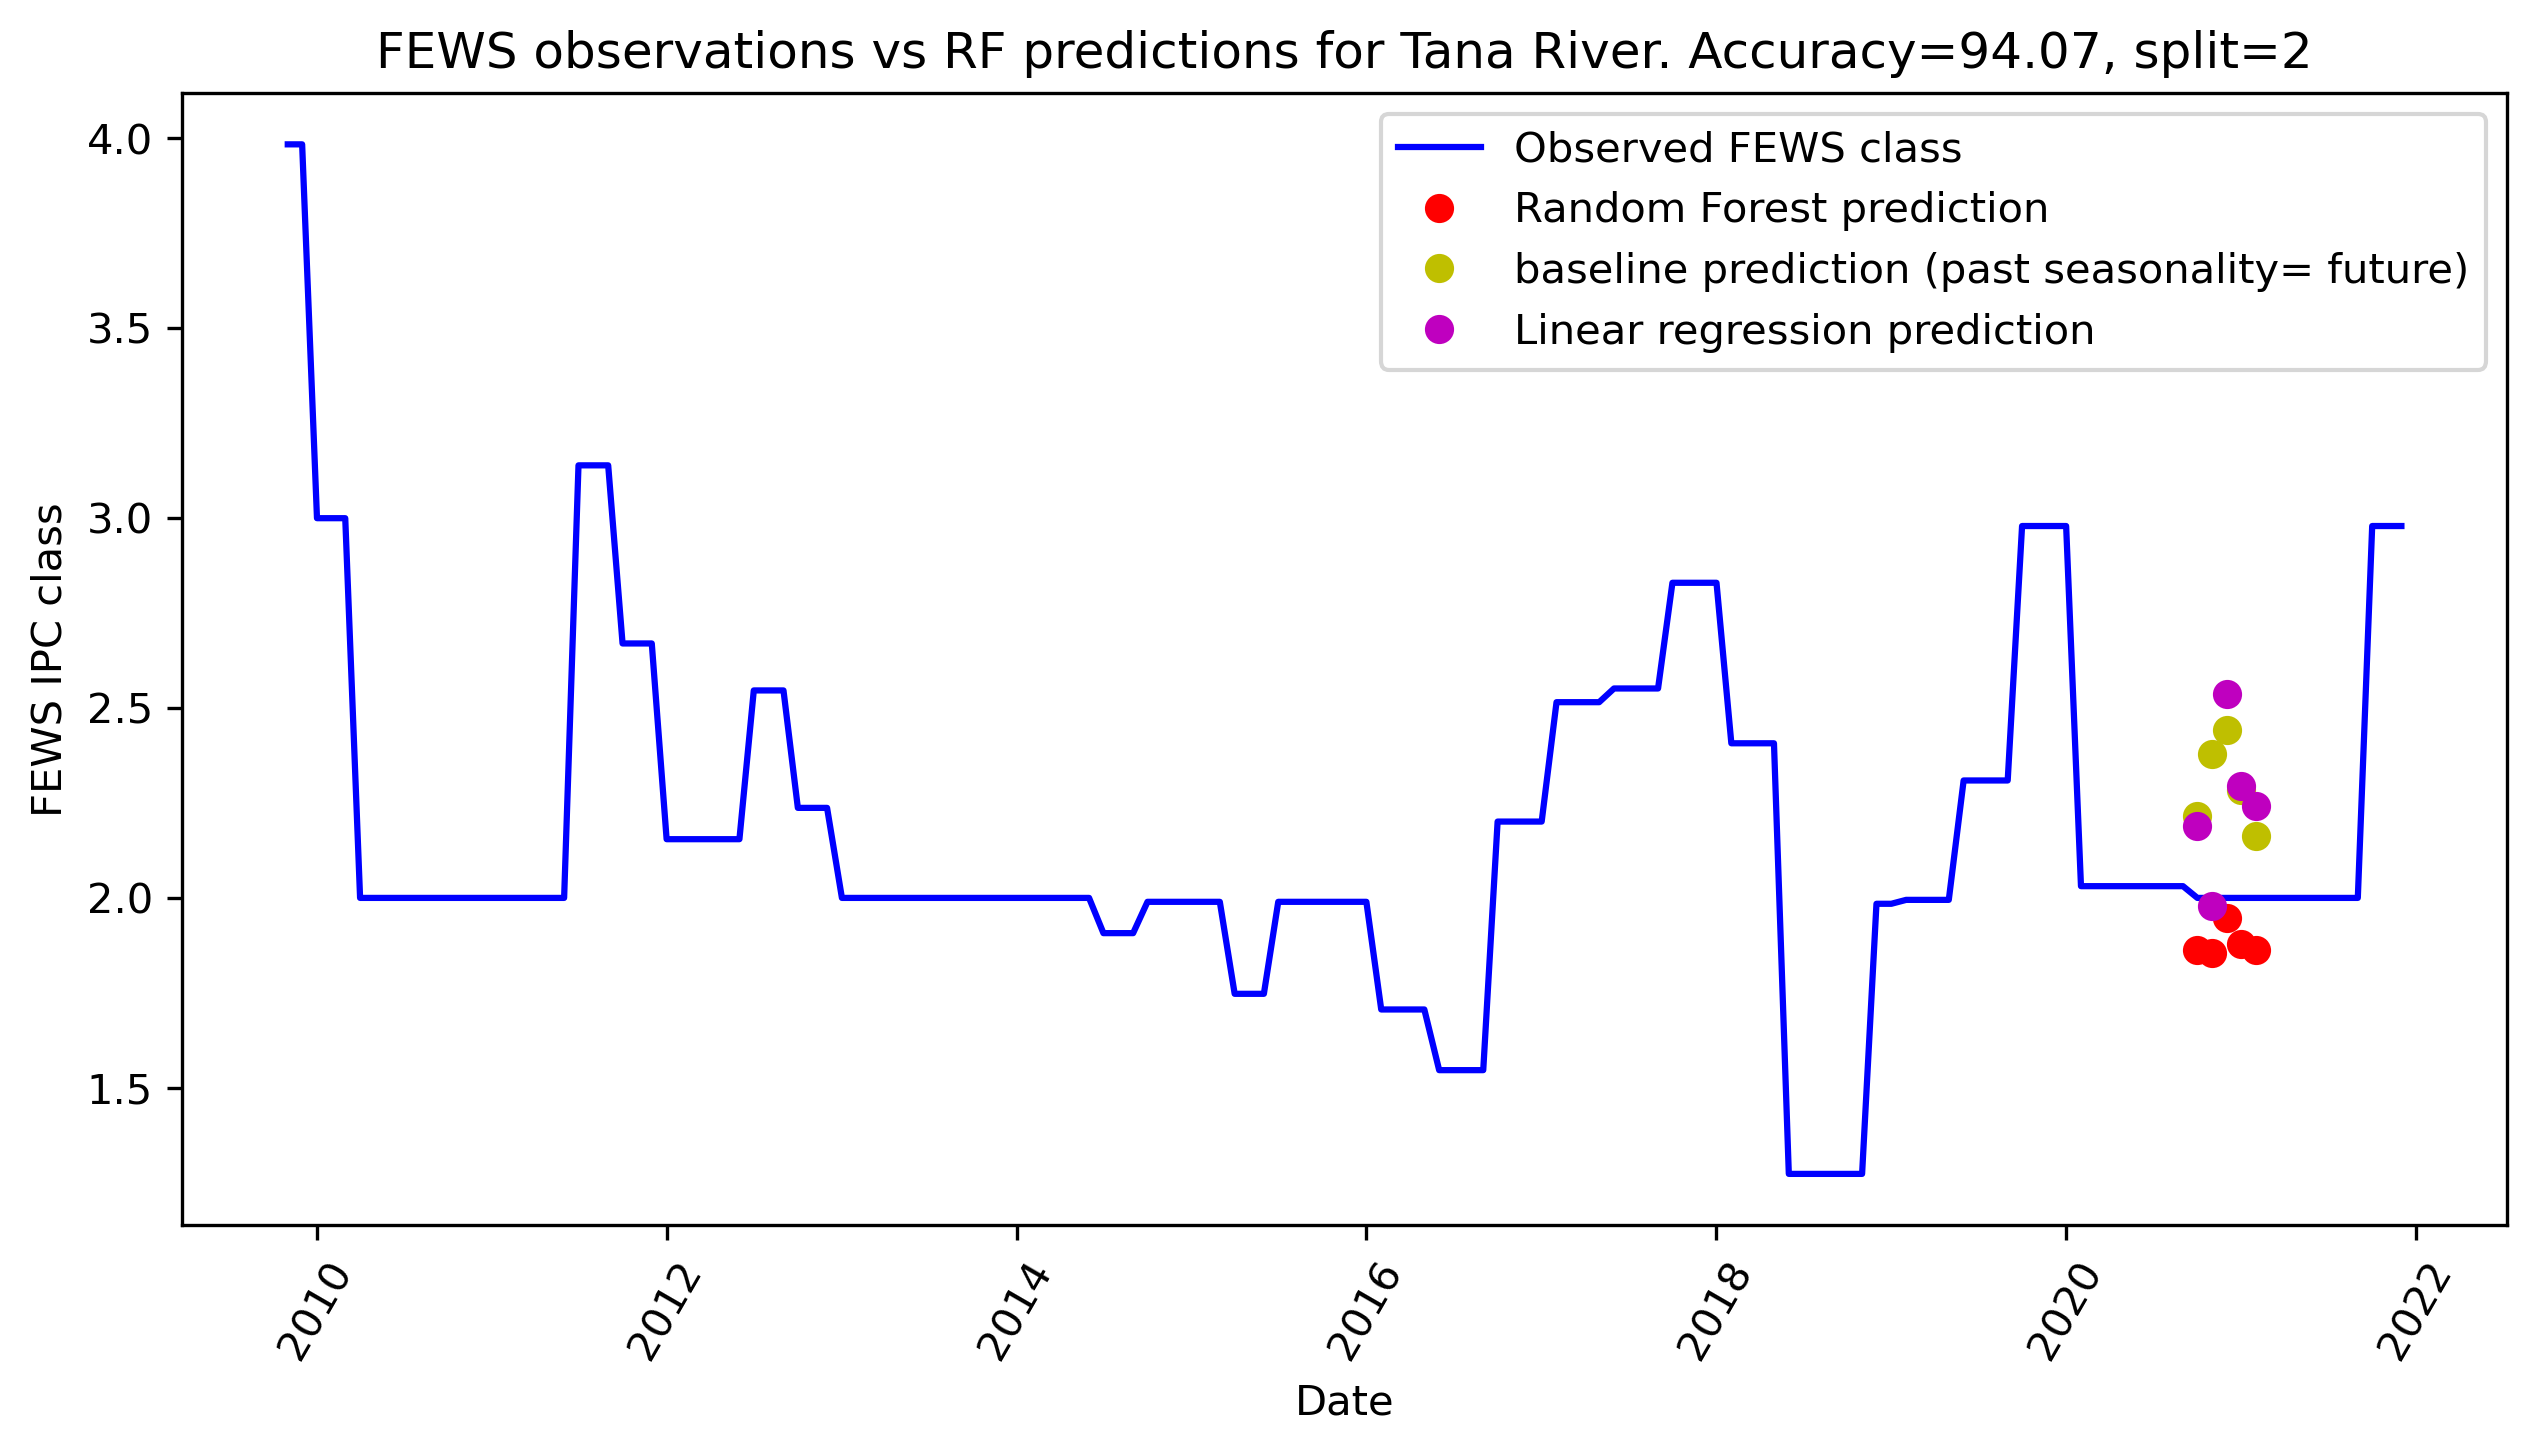 FEWS observations vs RF predictions for Tana River. Accuracy=94.07, split=2
Observed FEWS class
Random Forest prediction
baseline prediction (past seasonality= future)
Linear regression prediction
FEWS IPC class
4.0
3.5
3.0
2.5
2.0
1.5
2010
2012
2014
2016
2018
2020
2022
Date